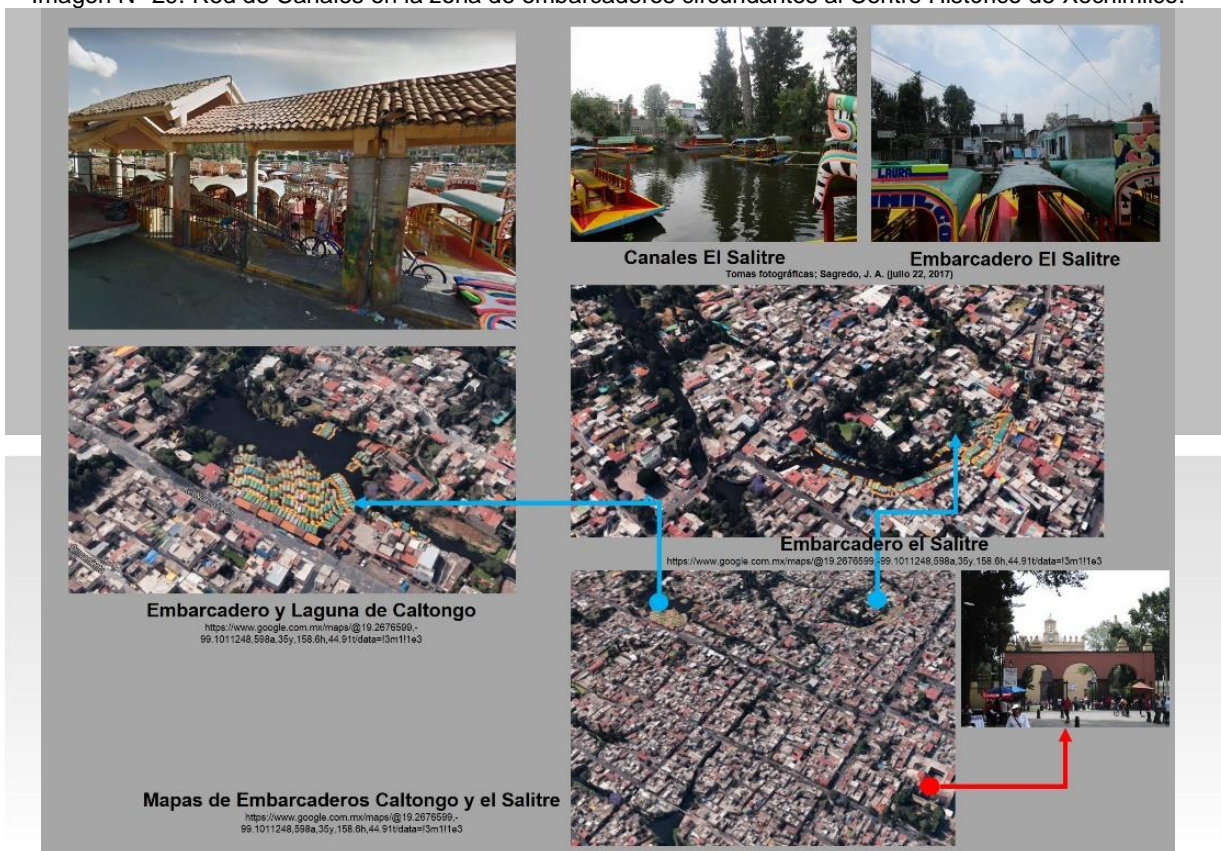 Imagen N° 29: Red de Canales en la zona de embarcaderos circundantes al Centro Histórico de Xochimilco.
Canales El Salitre
Embarcadero El Salitre
Tomas fotográficas; Sagredo, J. A. (julio 22, 2017)
LAURA
Embarcadero el Salitre
https://www.google.com.mx/maps/@19.2676599,-99.1011248,598a,35y,158.6h,44.91t/data=!3m1!1e3
Embarcadero y Laguna de Caltongo
https://www.google.com.mx/maps/@19.2676599,-
99.1011248,598a,35y,158.6h,44.91t/data=!3m1!1e3
Mapas de Embarcaderos Caltongo y el Salitre
https://www.google.com.mx/maps/@19.2676599,-
99.1011248,598a,35y,158.6h,44.91t/data=!3m1!1e3